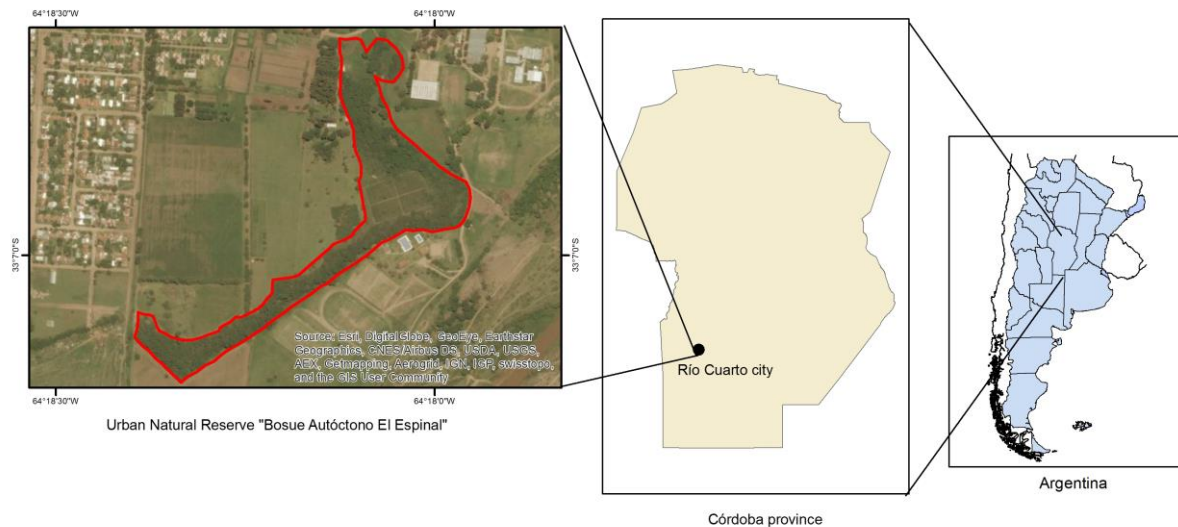 64°18'30"W
64°18'0"W
33°7'0"S
33°7'0"S
Source: Esri, DigitalGlobe, GeoEye, Earthstar
Geographics, CNES/Airbus DS, USDA, USGS,
AEX, Getmapping, Aerogrid, IGN, IGP, swisstopo,
and the GIS User Community
64°18'30"W
64°18'0"W
Urban Natural Reserve "Bosue Autóctono El Espinal"
Río Cuarto city
Córdoba province
Argentina